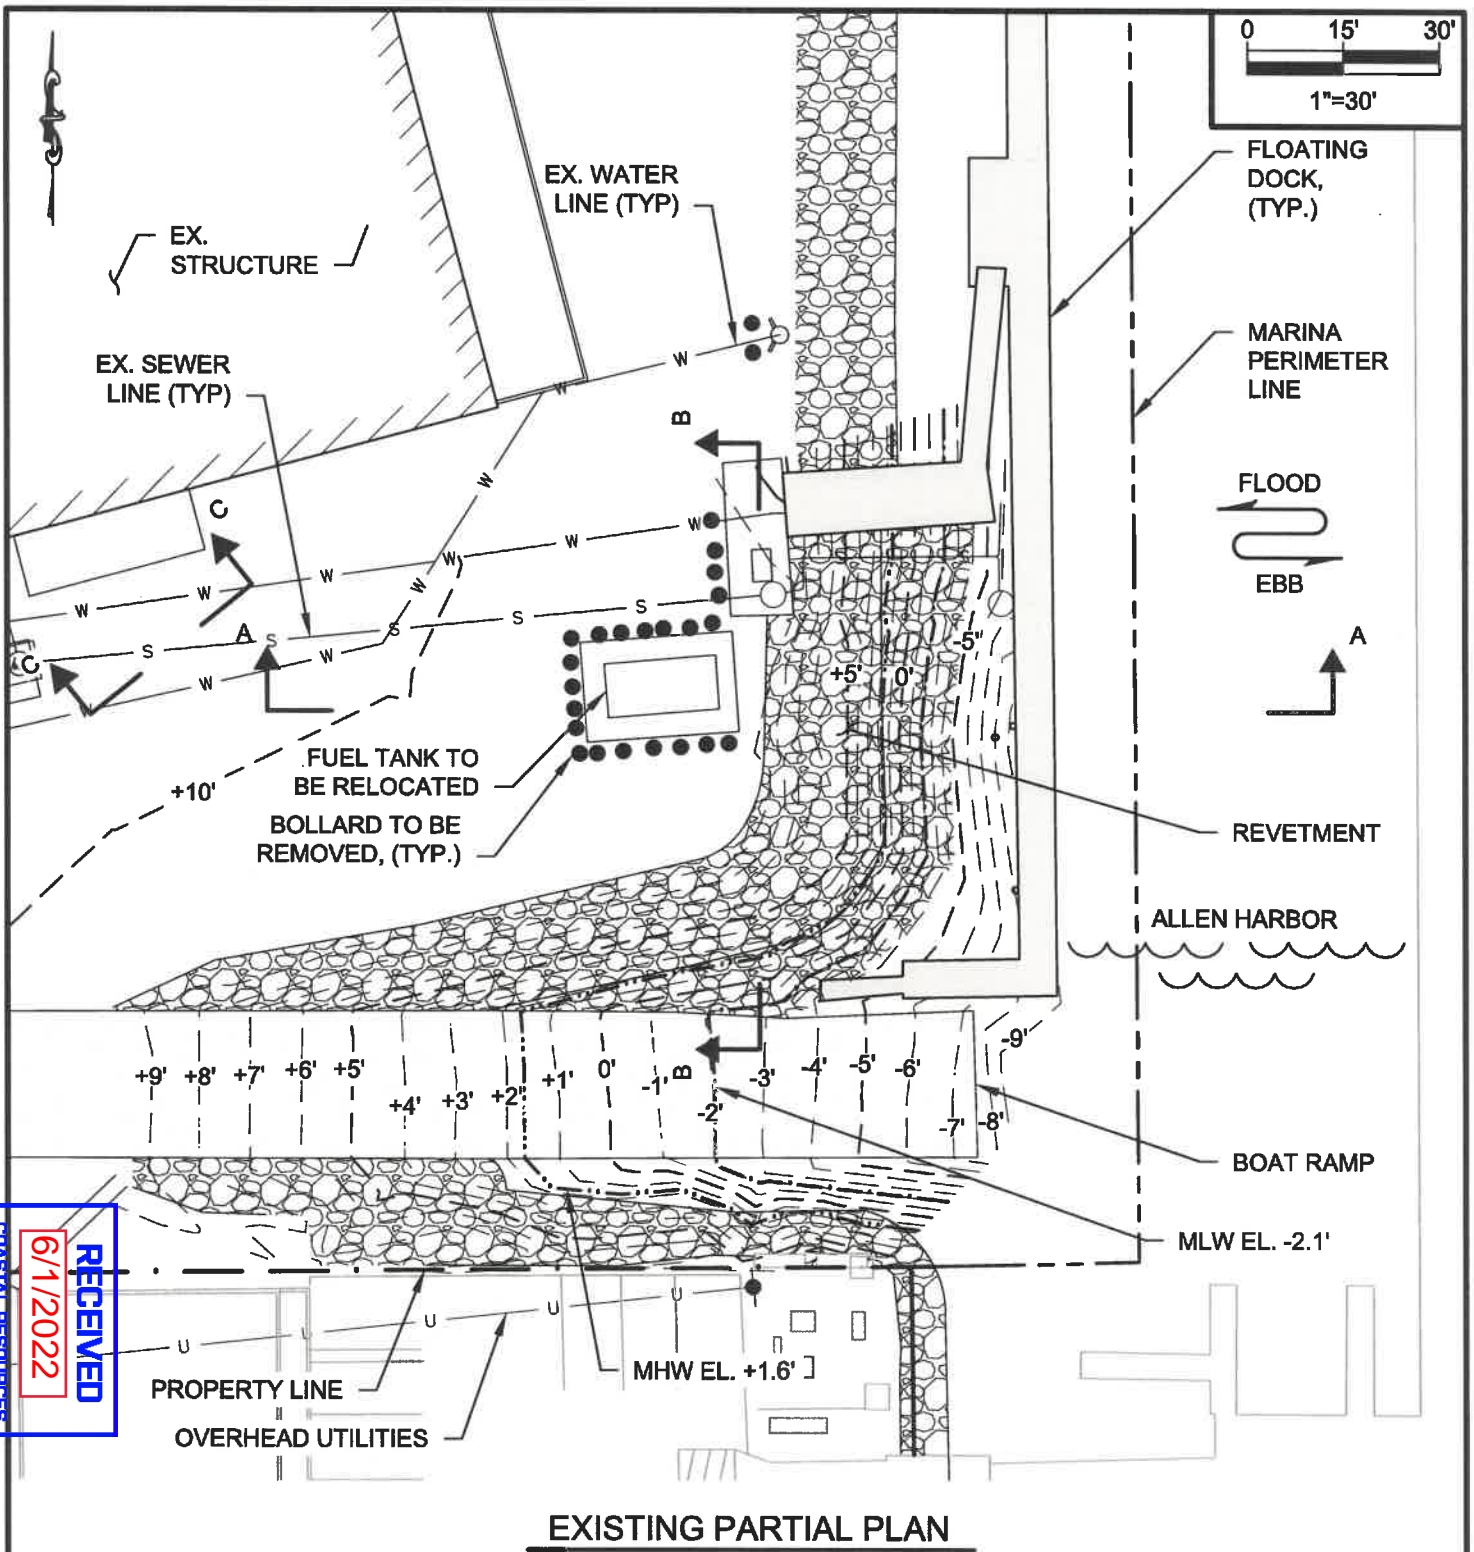 0 15' 30'
1"=30'
FLOATING
DOCK,
(TYP.)
EX. WATER
LINE (TYP)
EX.
STRUCTURE
MARINA
PERIMETER
LINE
EX. SEWER
LINE (TYP)
W
W
W
B
W
W
W
W
W
W
W
C
FLOOD
EBB
S
S
S
S
A
W
W
C
W
A
+5' 0' -5'
FUEL TANK TO
BE RELOCATED
+10'
BOLLARD TO BE
REMOVED, (TYP.)
REVETMENT
ALLEN HARBOR
+9' +8' +7' +6' +5' +4' +3' +2' +1' 0' -1' -2' -3' -4' -5' -6' -7' -8' -9'
B
BOAT RAMP
MLW EL. -2.1'
RECEIVED
6/1/2022
U U U U U
MHW EL. +1.6'
PROPERTY LINE
OVERHEAD UTILITIES
EXISTING PARTIAL PLAN